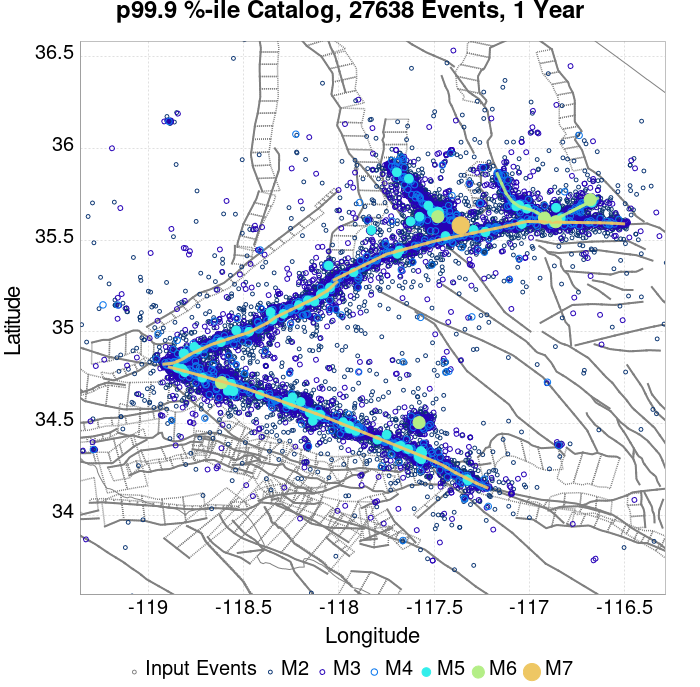 p99.9 %-ile Catalog, 27638 Events, 1 Year
36.5
36
35.5
35
34.5
34
Latitude
-119 -118.5 -118 -117.5 -117 -116.5
Longitude
Input Events M2 M3 M4 M5 M6 M7